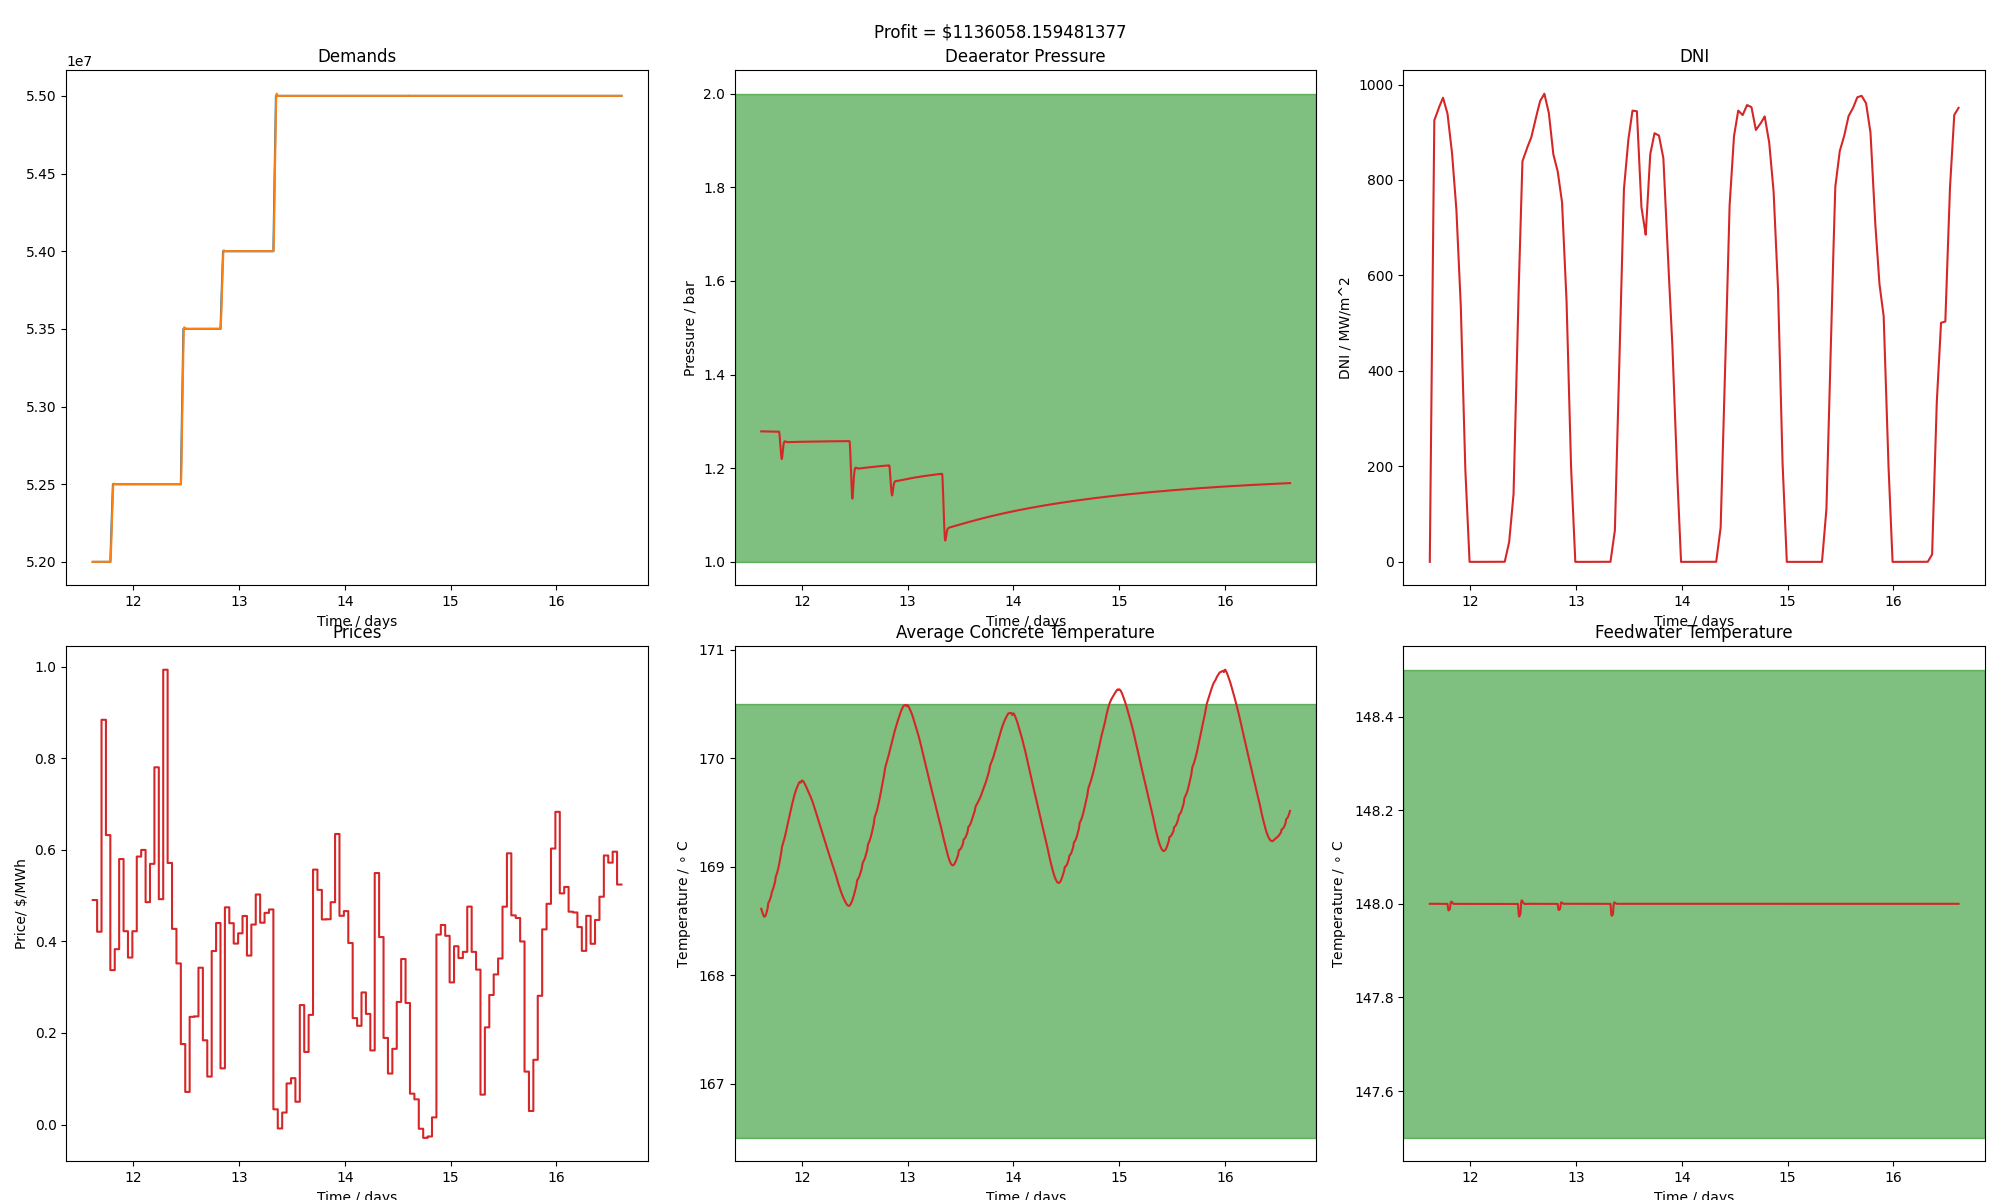 Profit = $1136058.159481377
Demands
1e7
5.50
5.45
5.40
5.35
5.30
5.25
5.20
12 13 14 15 16
Time / days
Deaerator Pressure
Pressure / bar
2.0
1.8
1.6
1.4
1.2
1.0
12 13 14 15 16
Time / days
DNI
DNI / MW/m^2
1000
800
600
400
200
0
12 13 14 15 16
Time / days
Prices
Price/ $/MWh
1.0
0.8
0.6
0.4
0.2
0.0
12 13 14 15 16
Time / days
Average Concrete Temperature
Temperature / ∘ C
171
170
169
168
167
12 13 14 15 16
Time / days
Feedwater Temperature
Temperature / ∘ C
148.4
148.2
148.0
147.8
147.6
12 13 14 15 16
Time / days